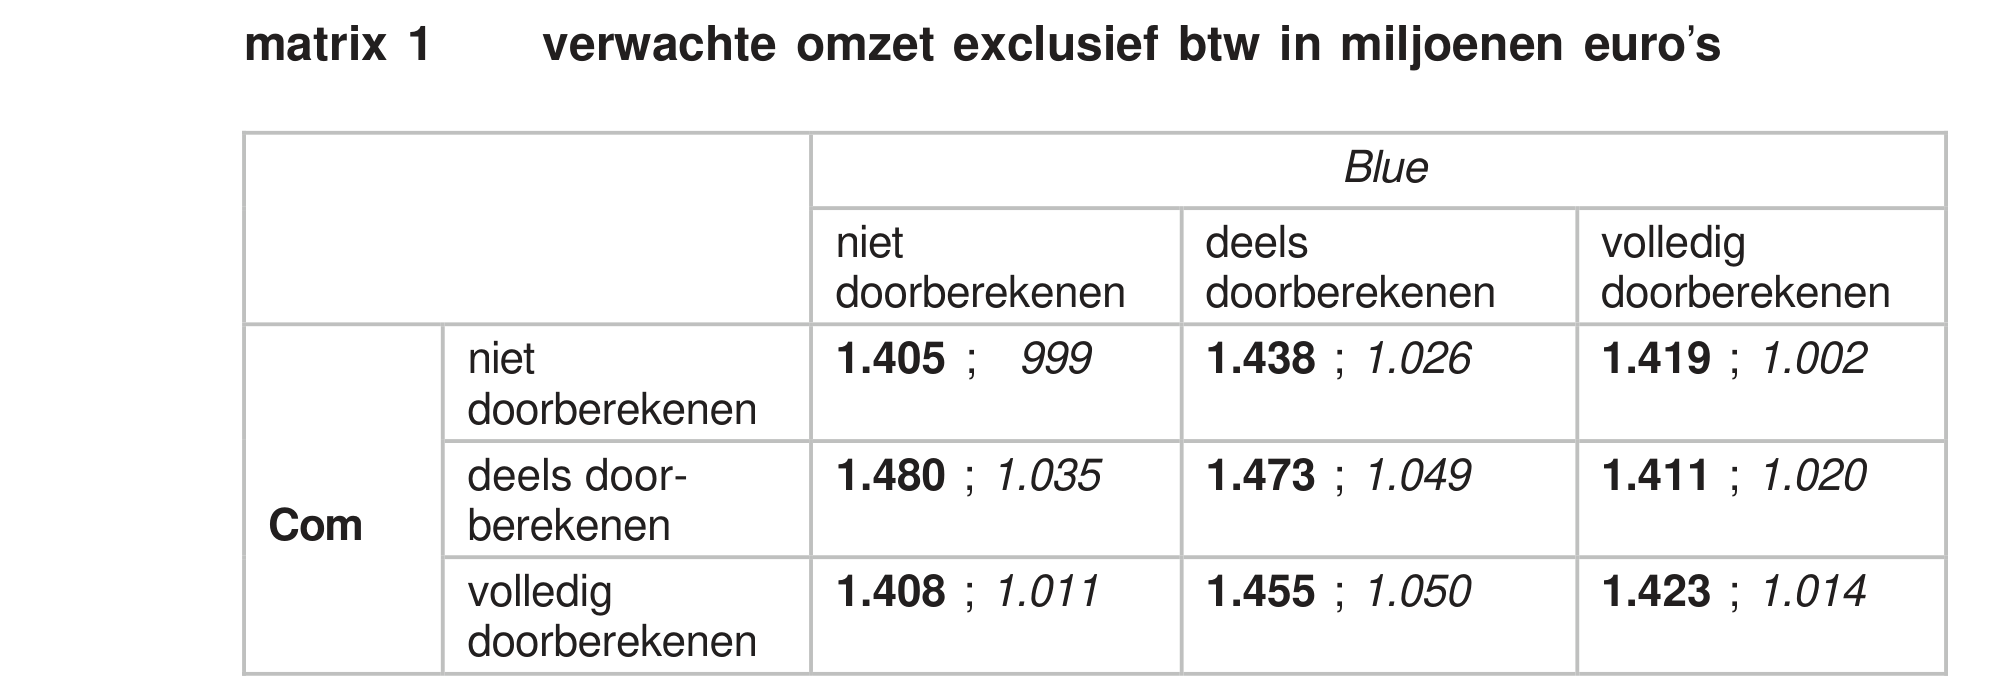 matrix 1 verwachte omzet exclusief btw in miljoenen euro's
Blue
niet doorberekenen deels doorberekenen volledig doorberekenen
Com
niet doorberekenen 1.405 ; 999 1.438 ; 1.026 1.419 ; 1.002
deels door-berekenen 1.480 ; 1.035 1.473 ; 1.049 1.411 ; 1.020
volledig doorberekenen 1.408 ; 1.011 1.455 ; 1.050 1.423 ; 1.014